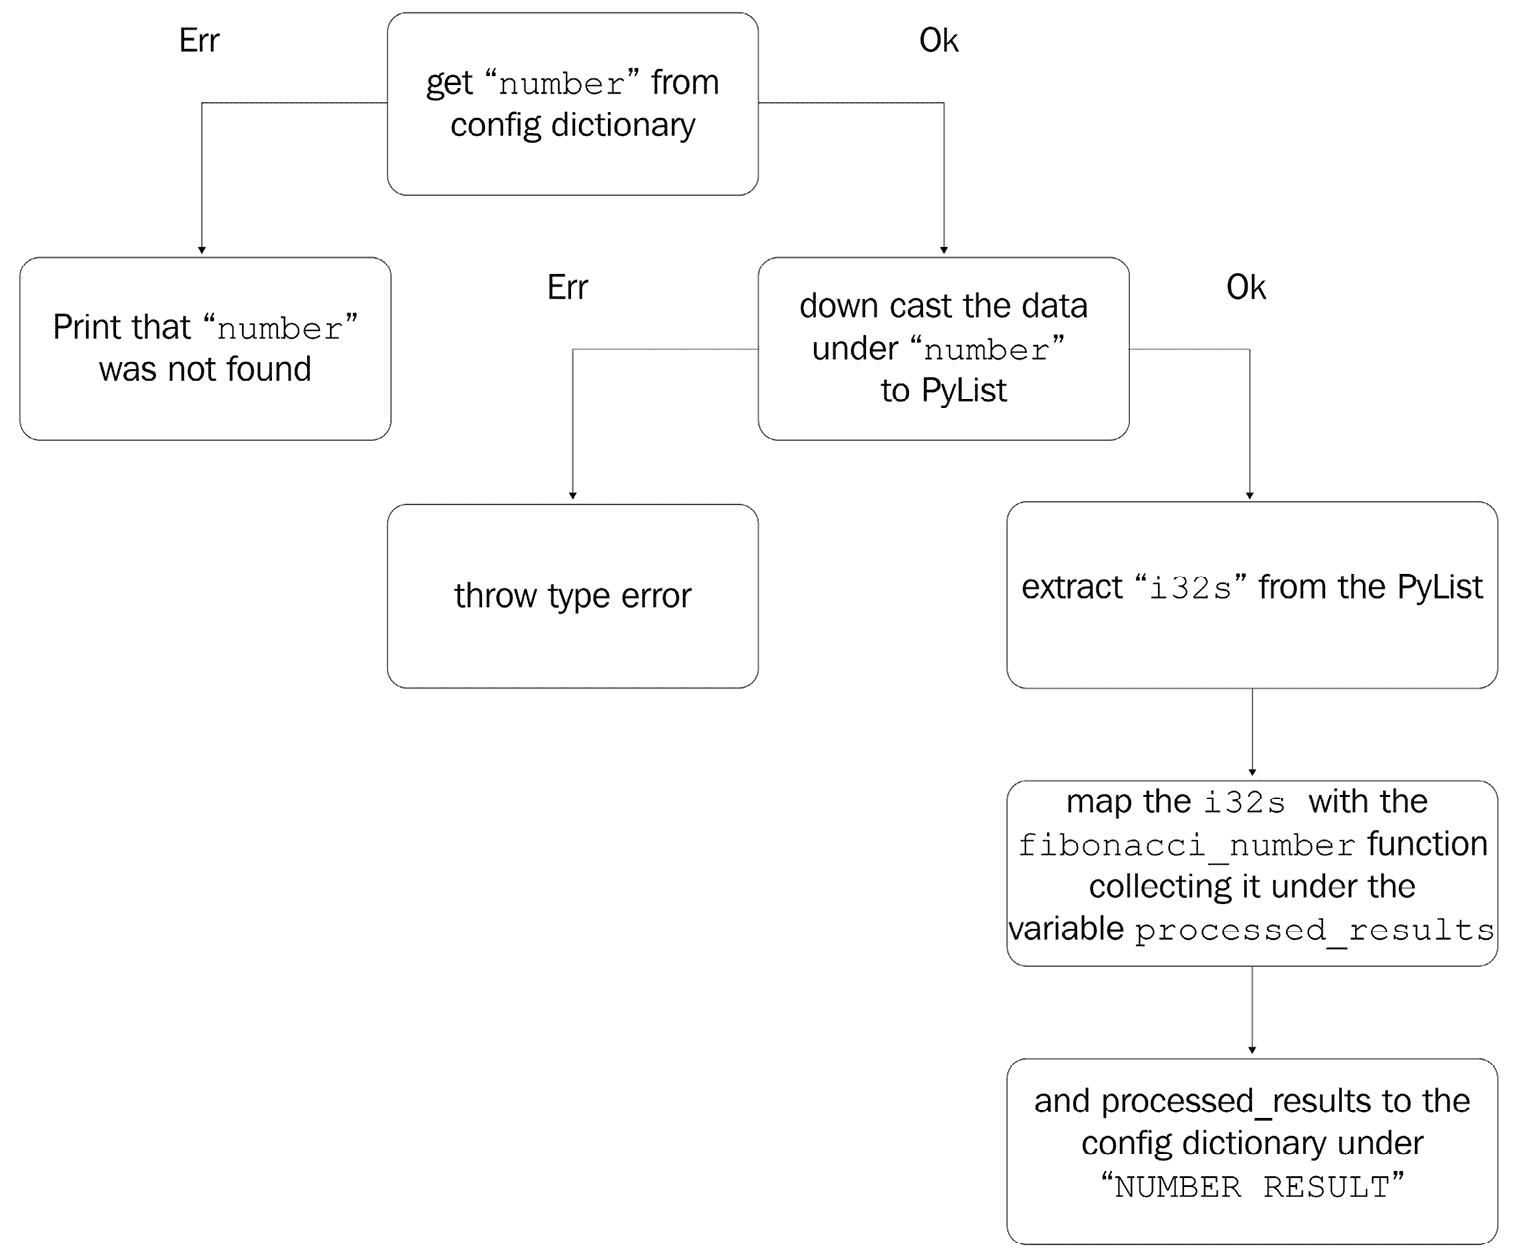 Err
Ok
get “number” from
config dictionary
Err
Ok
Print that “number”
was not found
down cast the data
under “number”
to PyList
throw type error
extract “i32s” from the PyList
map the i32s with the
fibonacci_number function
collecting it under the
variable processed_results
and processed_results to the
config dictionary under
“NUMBER RESULT”